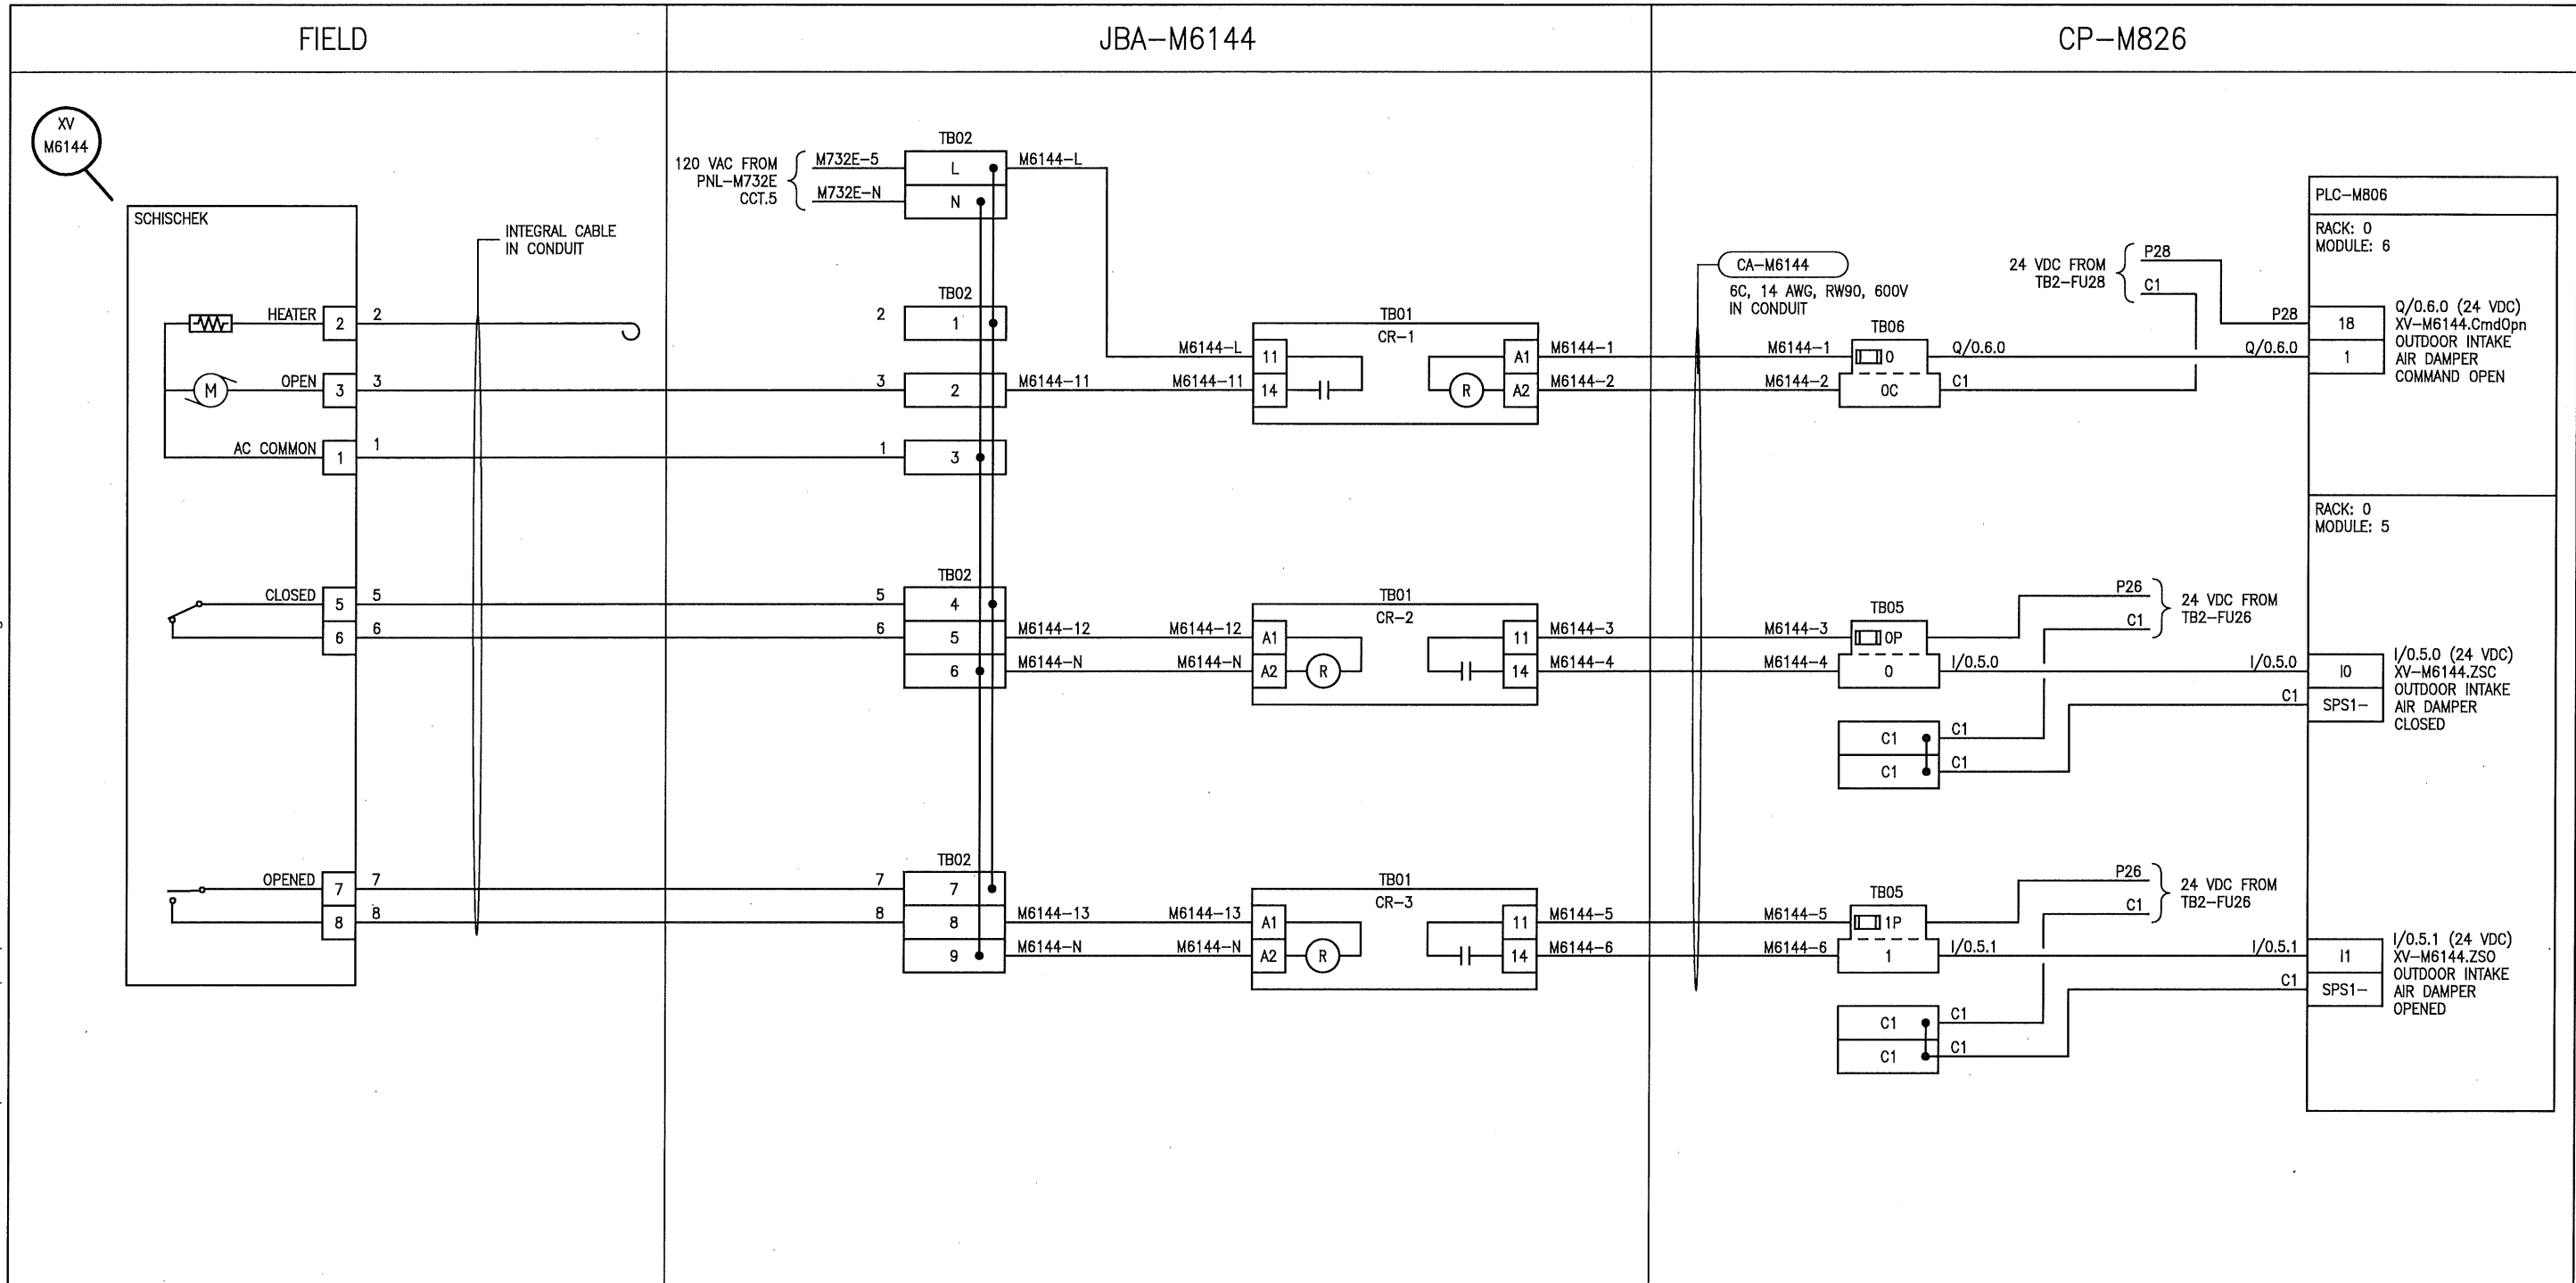 FIELD
JBA-M6144
CP-M826
XV
M6144
SCHISCHEK
HEATER 2 2
OPEN 3 3
AC COMMON 1 1
CLOSED 5 5
6 6
OPENED 7 7
8 8
INTEGRAL CABLE
IN CONDUIT
120 VAC FROM
PNL-M732E
CCT.5
M732E-5
M732E-N
TB02
L M6144-L
N
TB02
2 1
3 2 M6144-11
1 3
TB02
5 4
6 5 M6144-12
6 M6144-N
TB02
7 7
8 8 M6144-13
9 M6144-N
TB01
CR-1
M6144-L 11 A1 M6144-1
M6144-11 14 R A2 M6144-2
TB01
CR-2
M6144-12 A1 11 M6144-3
M6144-N A2 R 14 M6144-4
TB01
CR-3
M6144-13 A1 11 M6144-5
M6144-N A2 R 14 M6144-6
M
CA-M6144
6C, 14 AWG, RW90, 600V
IN CONDUIT
24 VDC FROM
TB2-FU28
P28
C1
TB06
M6144-1 0 Q/0.6.0
M6144-2 0C C1
P28
Q/0.6.0
TB05
M6144-3 0P
M6144-4 0 I/0.5.0
P26
C1
24 VDC FROM
TB2-FU26
C1 C1
C1 C1
I/0.5.0
C1
TB05
M6144-5 1P
M6144-6 1 I/0.5.1
P26
C1
24 VDC FROM
TB2-FU26
C1 C1
C1 C1
I/0.5.1
C1
PLC-M806
RACK: 0
MODULE: 6
18
1
Q/0.6.0 (24 VDC)
XV-M6144.CmdOpn
OUTDOOR INTAKE
AIR DAMPER
COMMAND OPEN
RACK: 0
MODULE: 5
I0
SPS1-
I/0.5.0 (24 VDC)
XV-M6144.ZSC
OUTDOOR INTAKE
AIR DAMPER
CLOSED
I1
SPS1-
I/0.5.1 (24 VDC)
XV-M6144.ZSO
OUTDOOR INTAKE
AIR DAMPER
OPENED